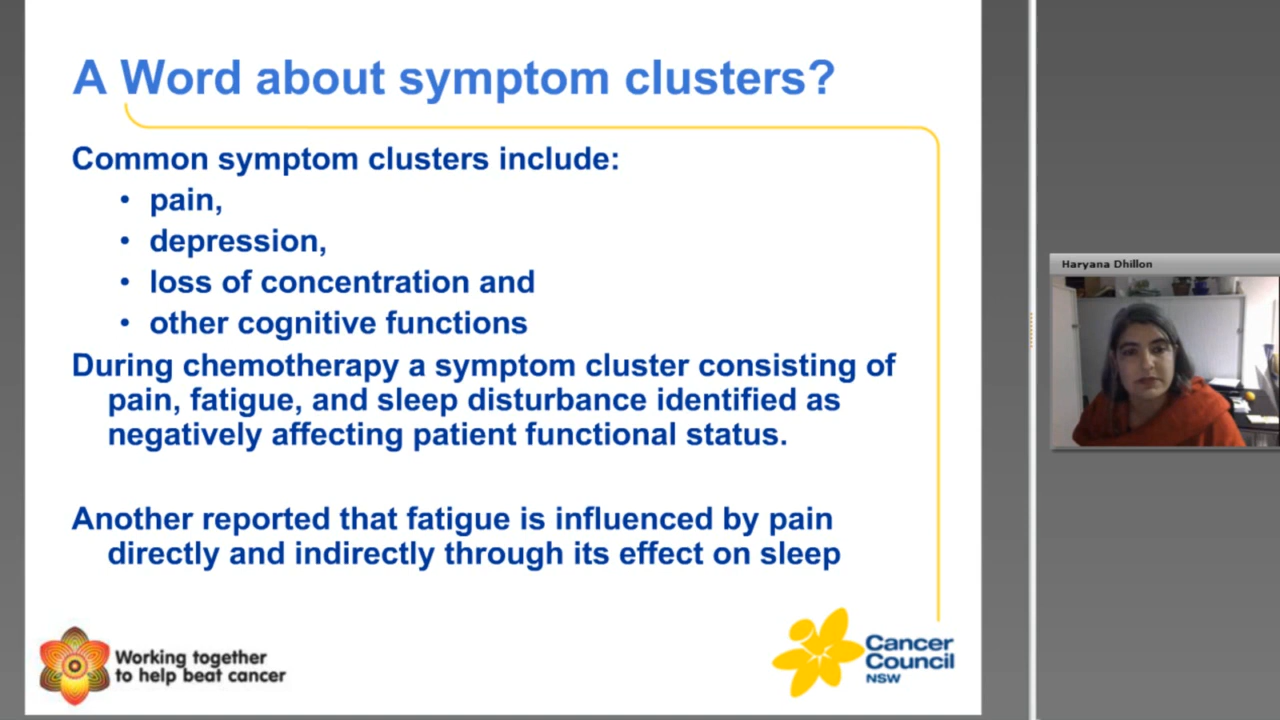 A Word about symptom clusters?
Common symptom clusters include:
• pain,
• depression,
• loss of concentration and
• other cognitive functions
During chemotherapy a symptom cluster consisting of
pain, fatigue, and sleep disturbance identified as
negatively affecting patient functional status.
Another reported that fatigue is influenced by pain
directly and indirectly through its effect on sleep
Working together
to help beat cancer
Cancer
Council
NSW
Haryana Dhillon